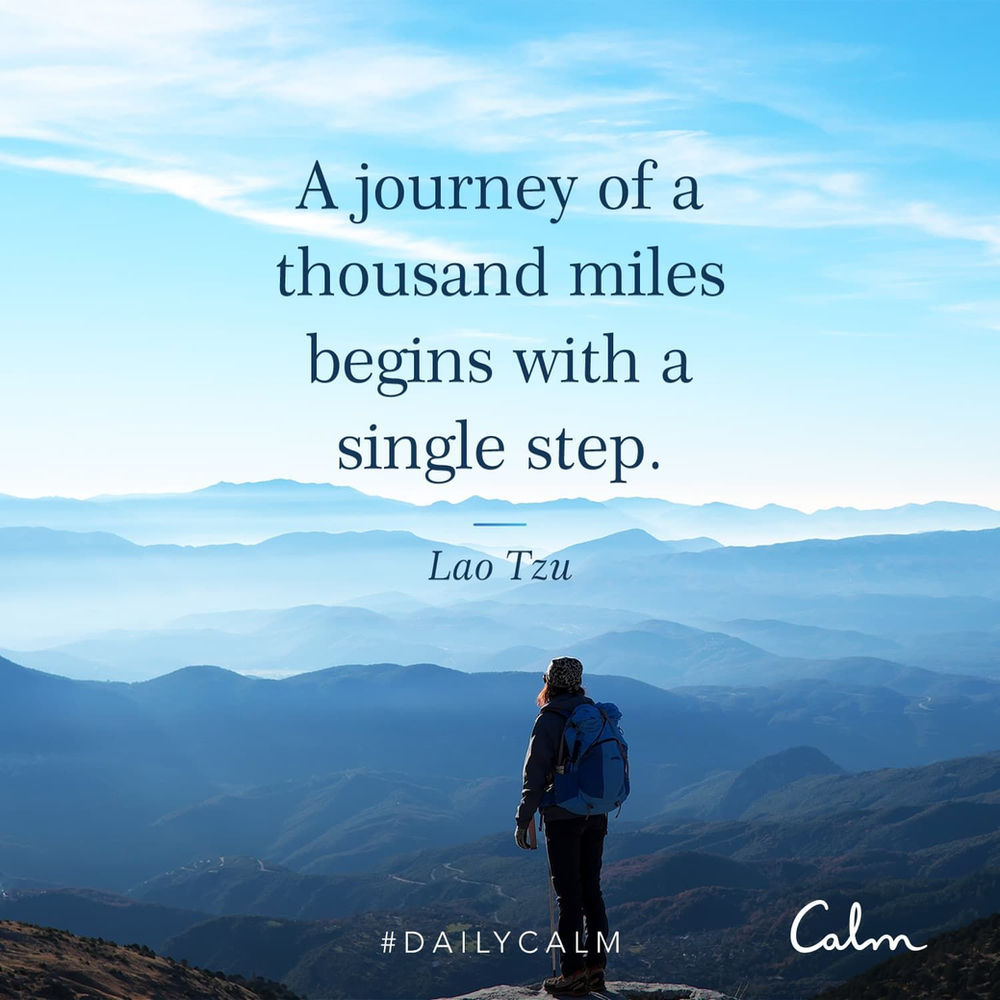 A journey of a
thousand miles
begins with a
single step.
Lao Tzu
#DAILYCALM
Calm